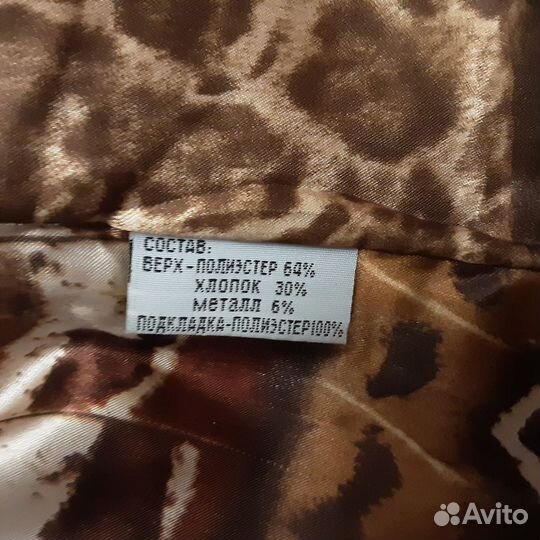 СОСТАВ:
ВЕРХ-ПОЛИЭСТЕР 64%
ХЛОПОК 30%
металл 6%
ПОДКЛАДКА-ПОЛИЭСТЕР100%
Avito